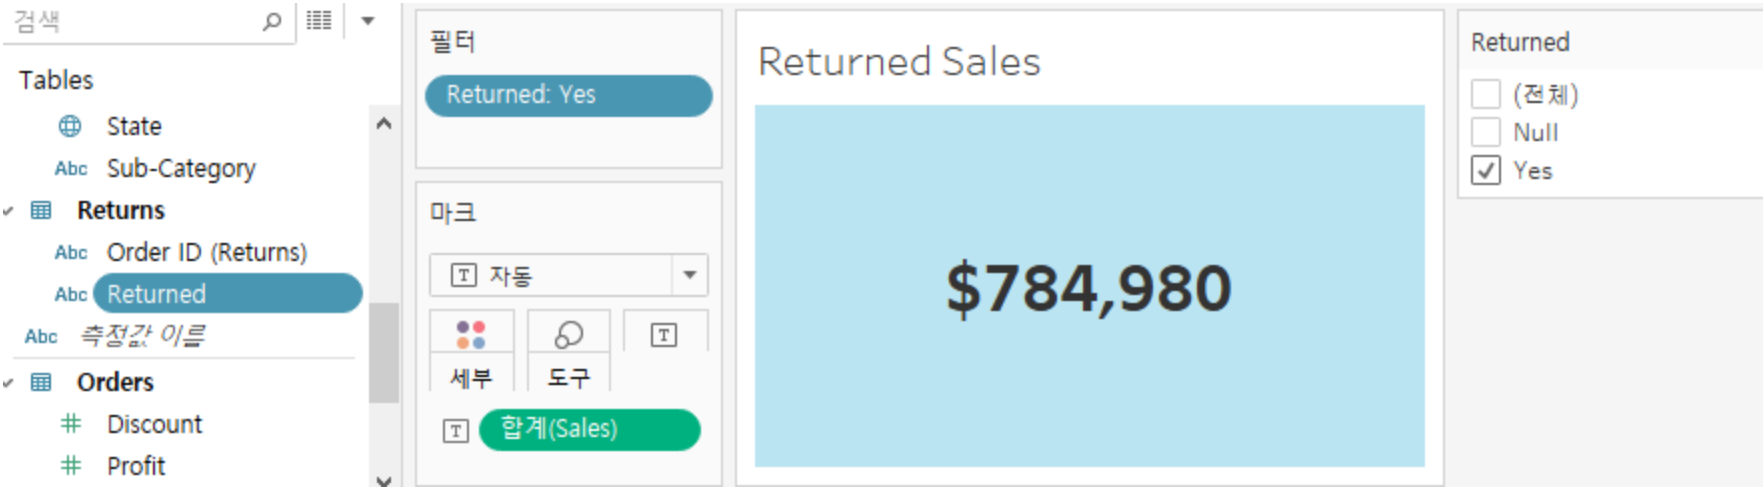 검색
Tables
State
Abc Sub-Category
Returns
Abc Order ID (Returns)
Abc Returned
Abc 측정값 이름
Orders
# Discount
# Profit
필터
Returned: Yes
마크
T 자동
T
세부 도구
T 합계(Sales)
Returned Sales
$784,980
Returned
(전체)
Null
Yes